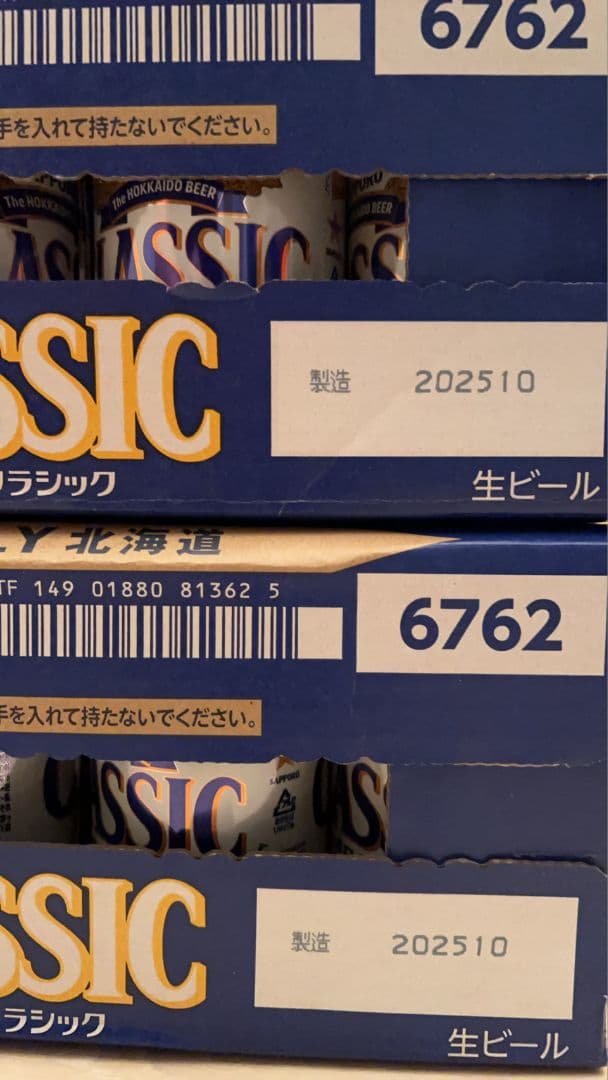 6762
手を入れて持たないでください。
The HOKKAIDO BEER
ASSIC
SSIC
製造 202510
ラシック
生ビール
Y 北海道
TF 149 01880 81362 5
6762
手を入れて持たないでください。
SSIC
SAPPORO
SSIC
製造 202510
ラシック
生ビール